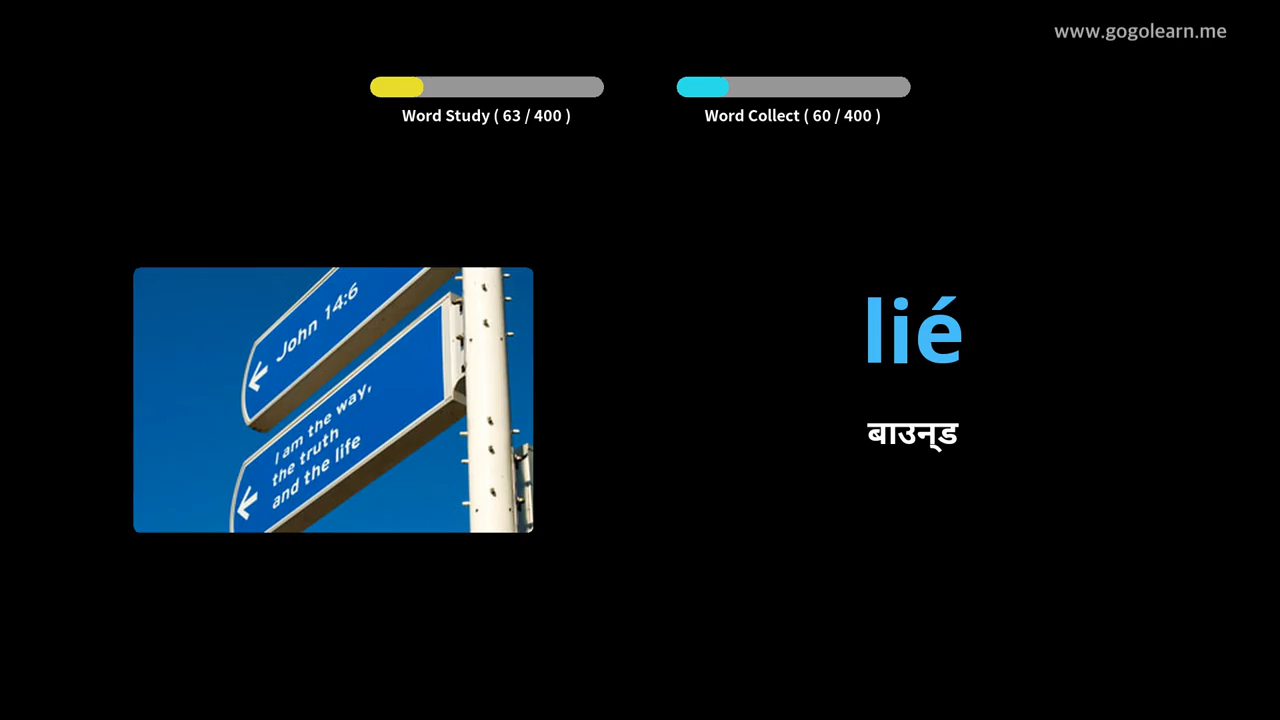 www.gogolearn.me
Word Study ( 63 / 400 )
Word Collect ( 60 / 400 )
John 14:6
I am the way,
the truth
and the life
lié
बाउन्ड